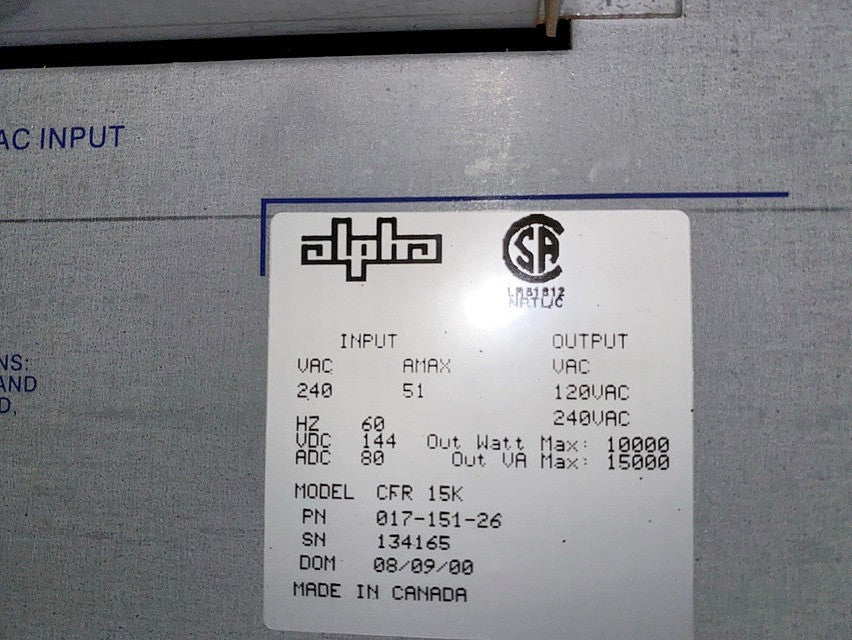 AC INPUT
NS:
AND
D,
alpha
CSA
LR81812
NRTL/C
INPUT OUTPUT
VAC AMAX VAC
240 51 120VAC
240VAC
HZ 60
VDC 144 Out Watt Max: 10000
ADC 80 Out VA Max: 15000
MODEL CFR 15K
PN 017-151-26
SN 134165
DOM 08/09/00
MADE IN CANADA